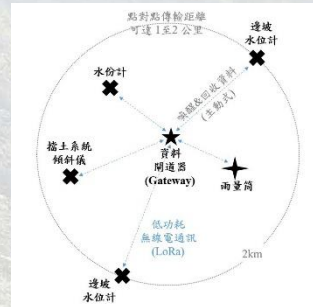 點對點傳輸距離
可達 1至2 公里
邊坡
水位計
水份計
喚醒&回收資料
(主動式)
擋土系統
傾斜儀
資料
閘道器
(Gateway)
雨量筒
低功耗
無線電通訊
(LoRa)
2km
邊坡
水位計